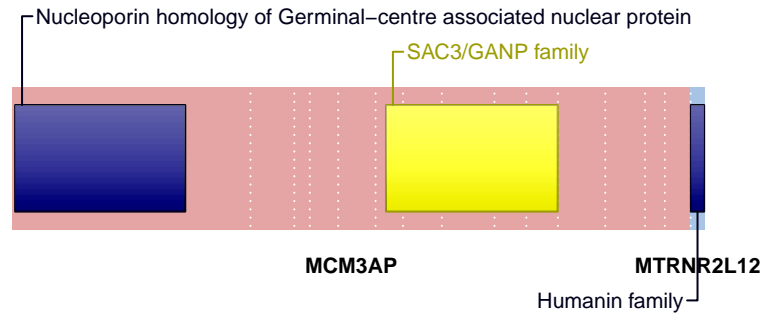 Nucleoporin homology of Germinal−centre associated nuclear protein
SAC3/GANP family
MCM3AP
MTRNR2L12
Humanin family